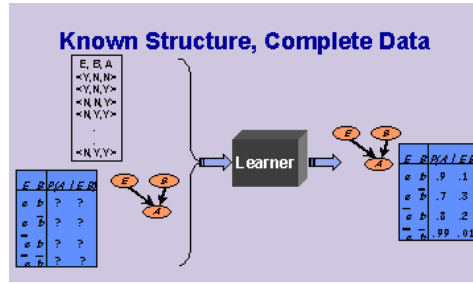 Known Structure, Complete Data
E, B, A
<Y,N,N>
<Y,N,Y>
<N,N,Y>
<N,N,Y>
.
.
<N,Y,Y>
E B P(A | E,B)
e b ? ?
e b̅ ? ?
e̅ b ? ?
e̅ b̅ ? ?
E B
A
Learner
E B
A
E B P(A | E,B)
e b .9 .1
e b̅ .7 .3
e̅ b .8 .2
e̅ b̅ .99 .01